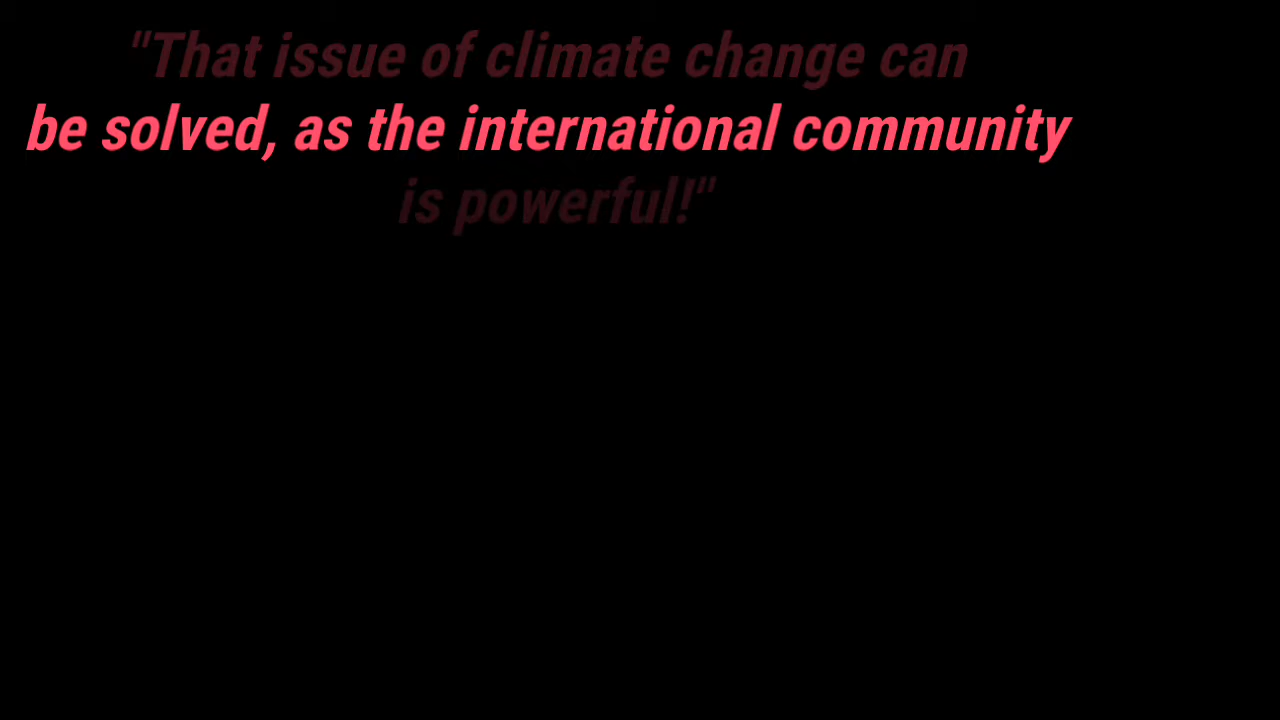 "That issue of climate change can
be solved, as the international community
is powerful!"